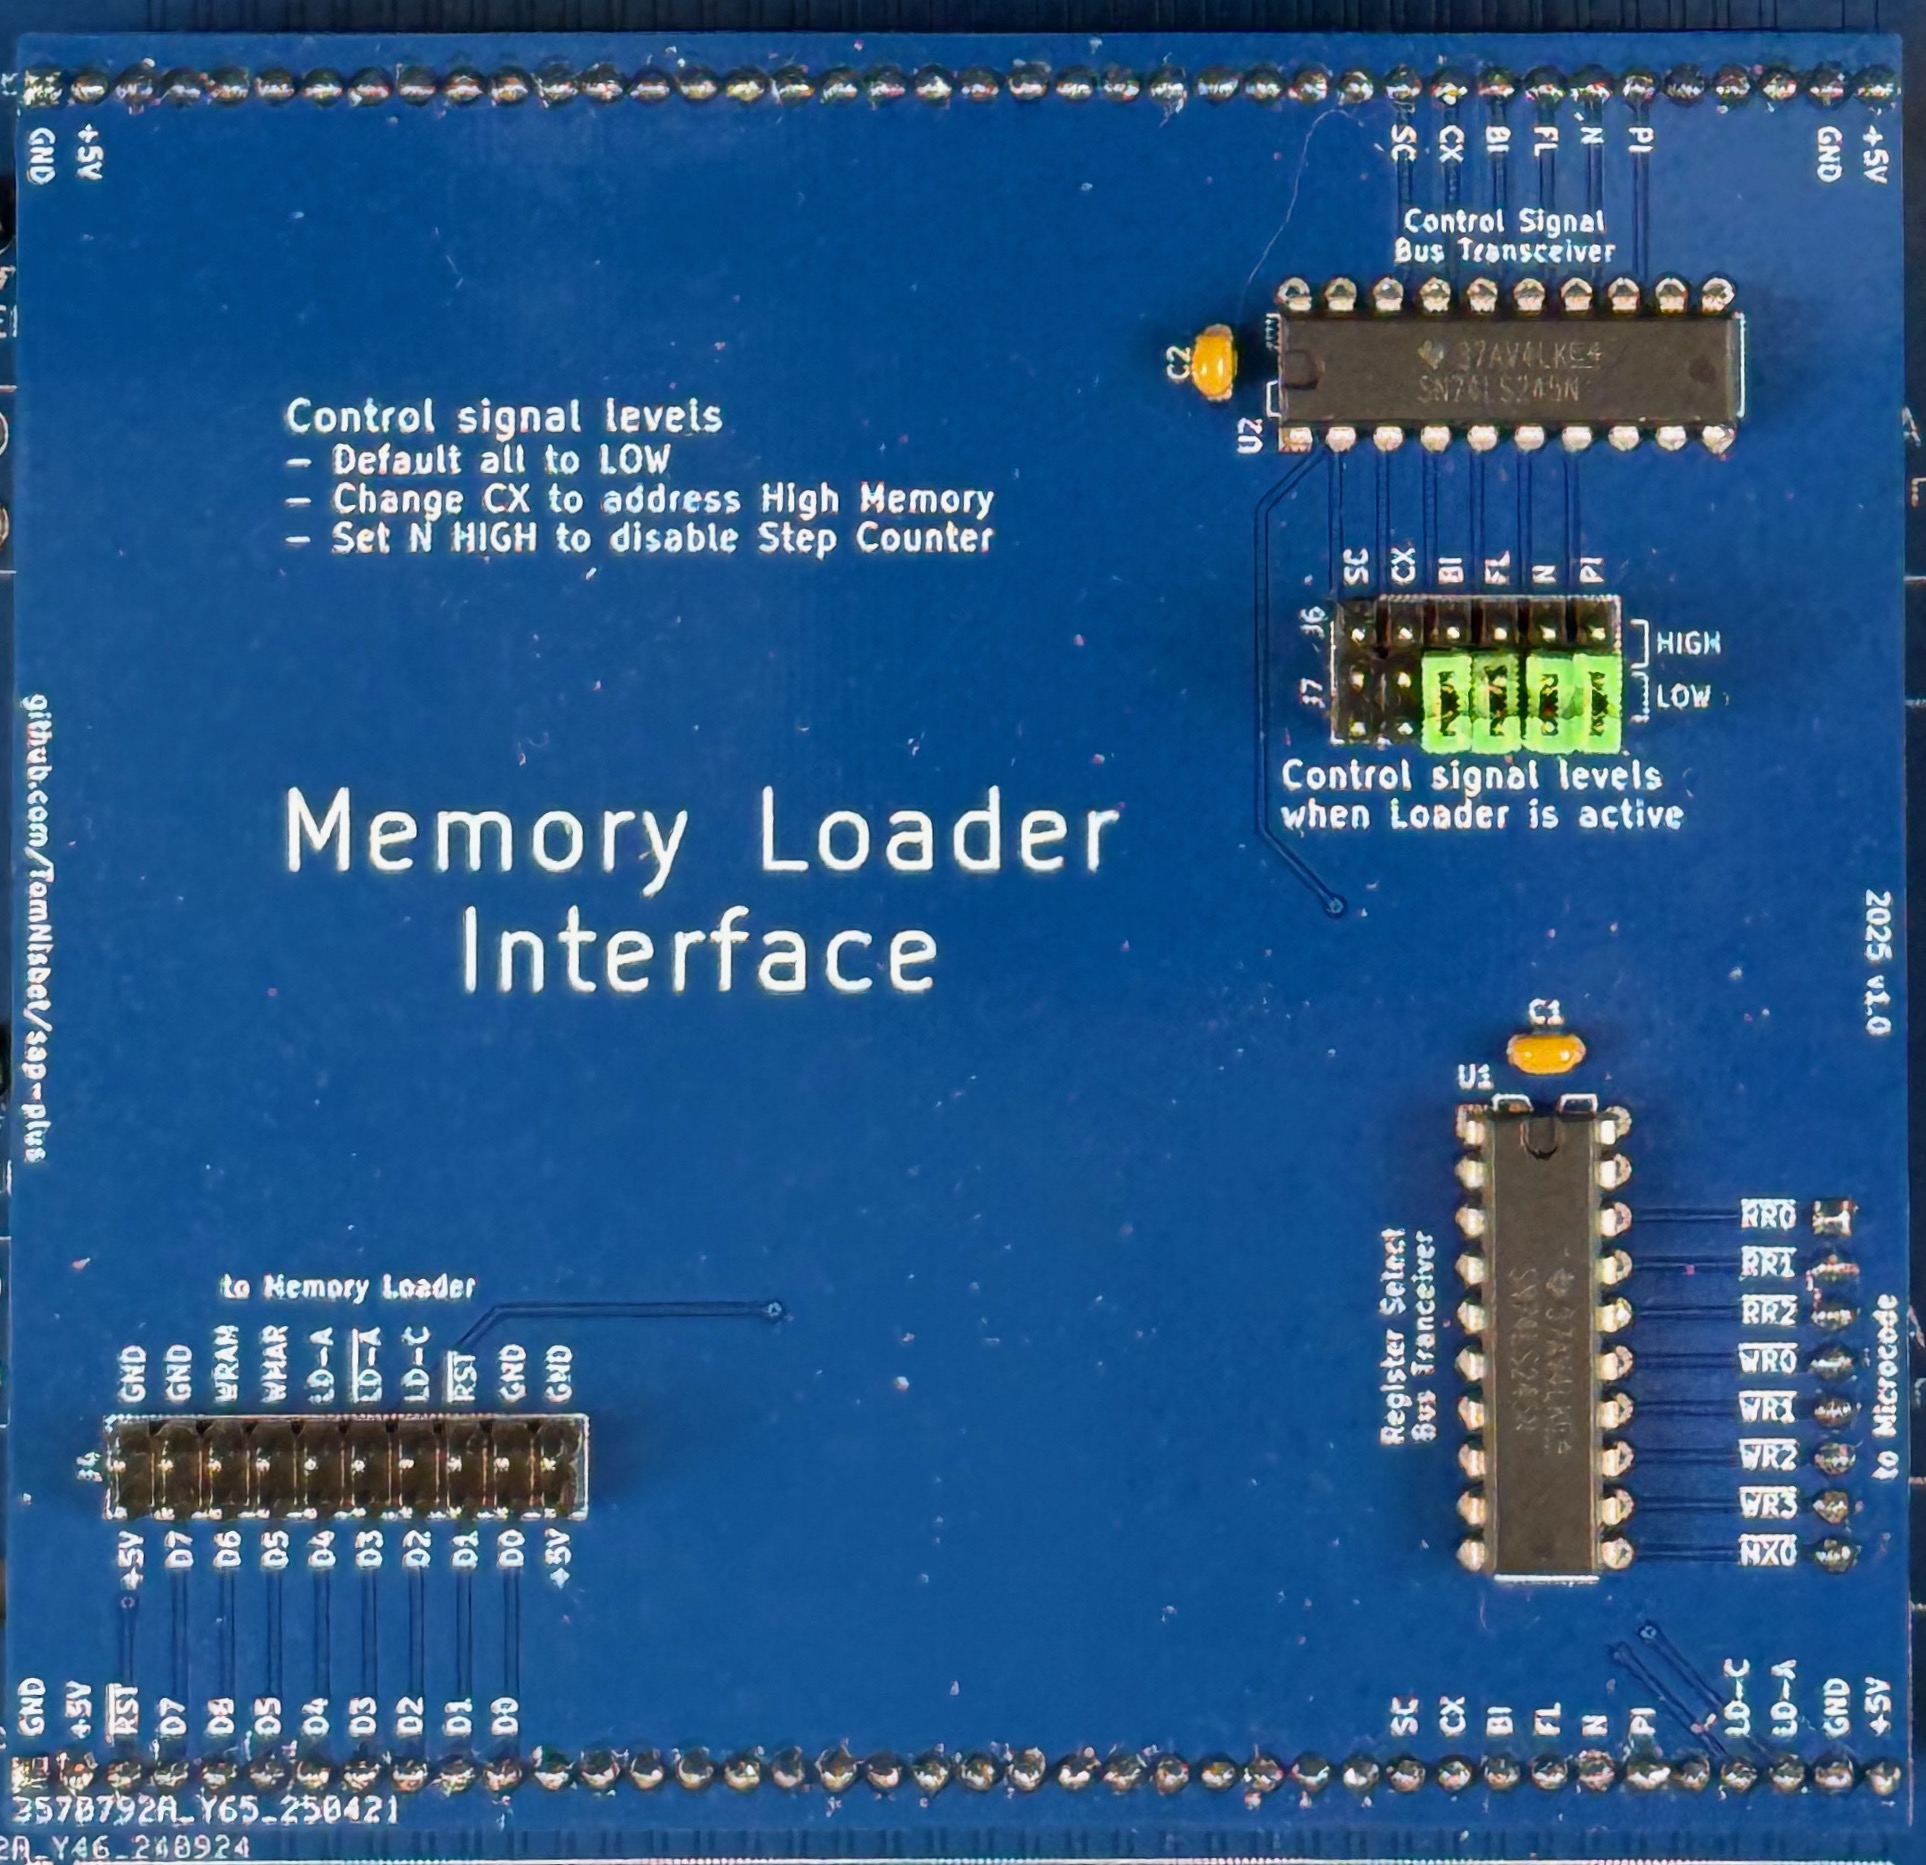 GND
+5V
SC
CX
BI
FL
N
PI
GND
+5V
Control Signal
Bus Transceiver
C2
37AV4LKE4
SN74LS245N
U2
Control signal levels
– Default all to LOW
– Change CX to address High Memory
– Set N HIGH to disable Step Counter
SC
CX
BI
FL
N
PI
J6
HIGH
J7
LOW
Control signal levels
when Loader is active
github.com/TomNisbet/sap-plus
Memory Loader
Interface
2025 v1.0
C1
U1
SN74LS245N
Register Select
Bus Tranceiver
RR0
RR1
RR2
WR0
WR1
WR2
WR3
NX0
to Microcode
to Memory Loader
GND
GND
WRAM
WMAR
LD-A
LD-A
LD-C
RST
GND
GND
J4
+5V
D7
D6
D5
D4
D3
D2
D1
D0
+5V
GND
+5V
RST
D7
D6
D5
D4
D3
D2
D1
D0
SC
CX
BI
FL
N
PI
LD-C
LD-A
GND
+5V
3570792A_Y65_250421
2A_Y46_240924